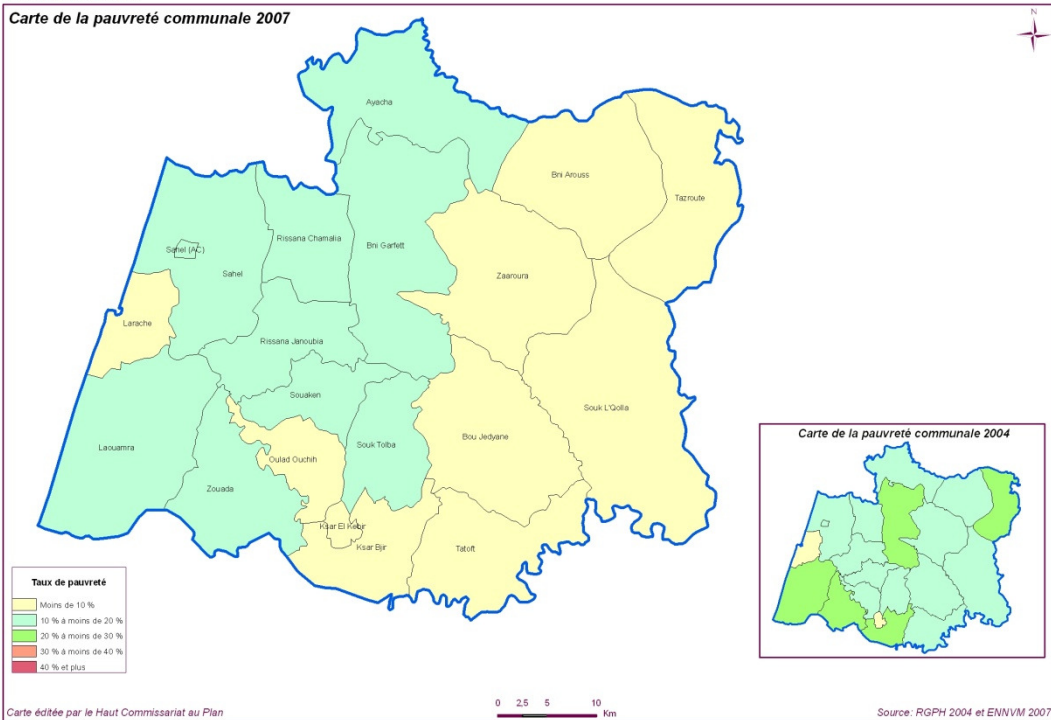 Carte de la pauvreté communale 2007
N
Ayacha
Bni Arouss
Tazroute
Rissana Chamalia
Bni Garfett
Sahel (AC)
Sahel
Zaaroura
Larache
Rissana Janoubia
Souaken
Souk L'Qolla
Laouamra
Souk Tolba
Bou Jedyane
Oulad Ouchih
Zouada
Ksar El Kebir
Ksar Bjir
Tatoft
Carte de la pauvreté communale 2004
Taux de pauvreté
Moins de 10 %
10 % à moins de 20 %
20 % à moins de 30 %
30 % à moins de 40 %
40 % et plus
0 2,5 5 10
Km
Carte éditée par le Haut Commissariat au Plan
Source: RGPH 2004 et ENNVM 2007